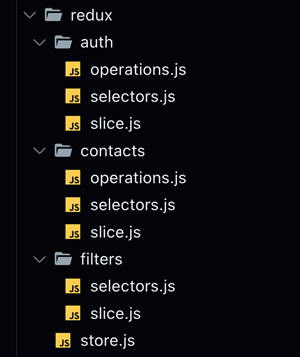 redux
auth
JS operations.js
JS selectors.js
JS slice.js
contacts
JS operations.js
JS selectors.js
JS slice.js
filters
JS selectors.js
JS slice.js
JS store.js